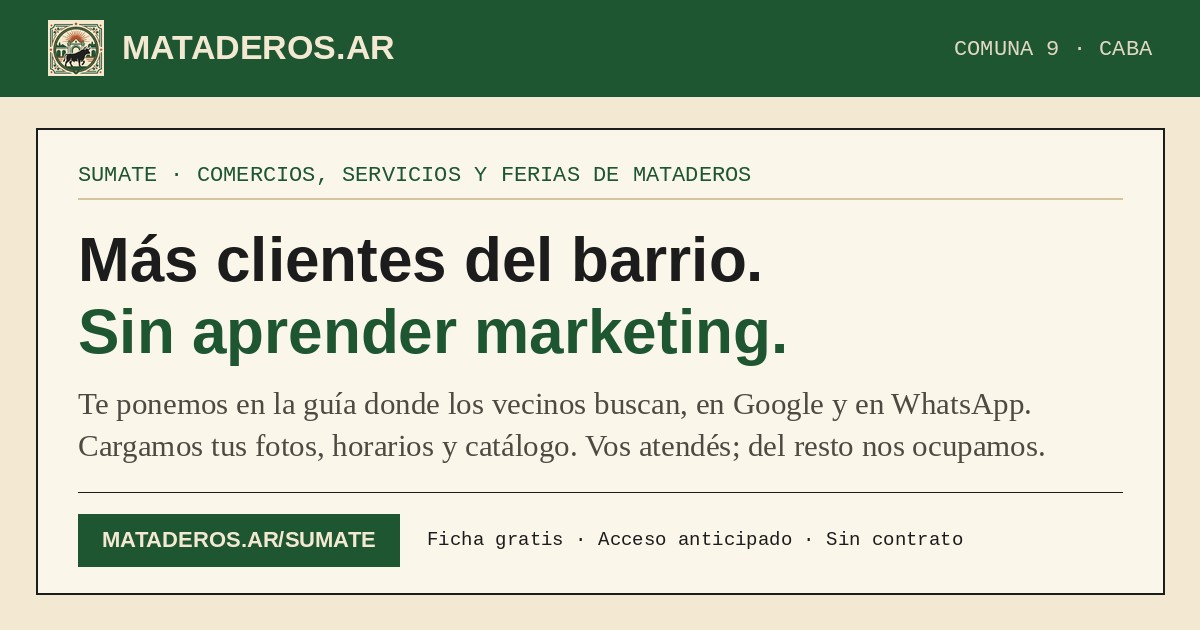 MATADEROS.AR
COMUNA 9 · CABA
SUMATE · COMERCIOS, SERVICIOS Y FERIAS DE MATADEROS
Más clientes del barrio.
Sin aprender marketing.
Te ponemos en la guía donde los vecinos buscan, en Google y en WhatsApp.
Cargamos tus fotos, horarios y catálogo. Vos atendés; del resto nos ocupamos.
MATADEROS.AR/SUMATE
Ficha gratis · Acceso anticipado · Sin contrato